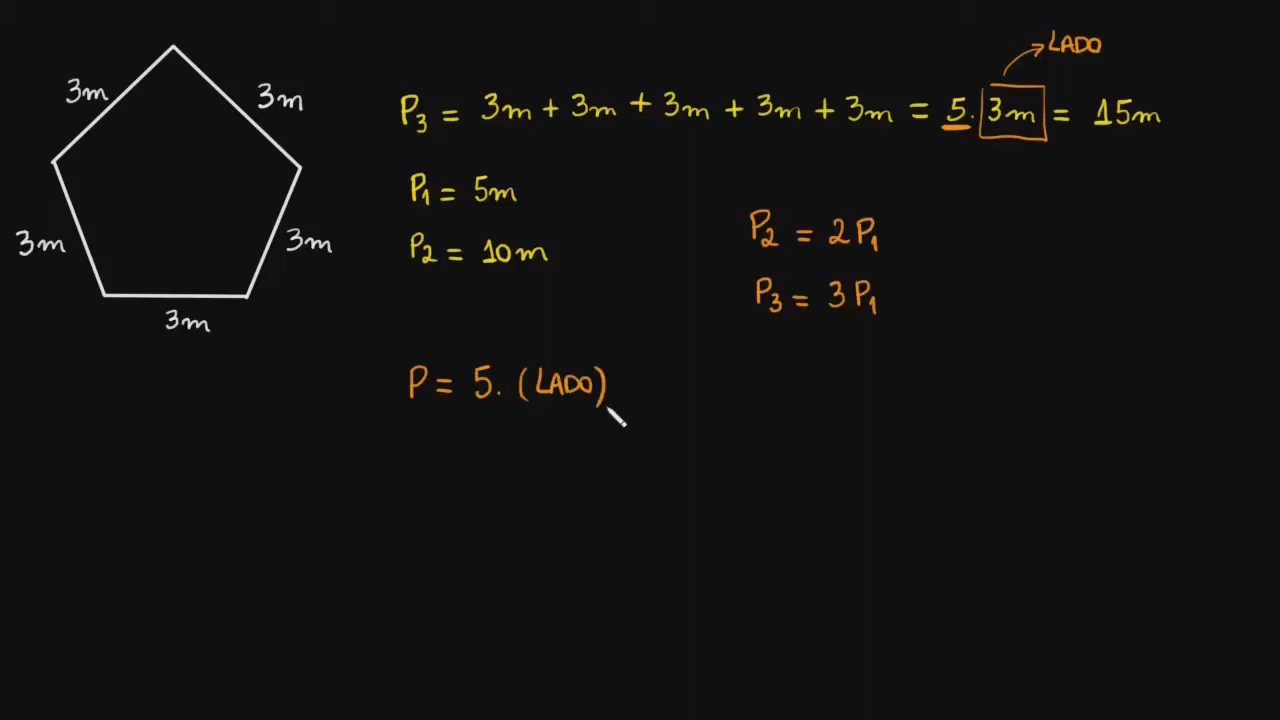 LADO
3m
3m
P₃ = 3m + 3m + 3m + 3m + 3m = 5. 3m = 15m
P₁ = 5m
P₂ = 2P₁
3m
3m
P₂ = 10m
P₃ = 3P₁
3m
P = 5. (LADO)